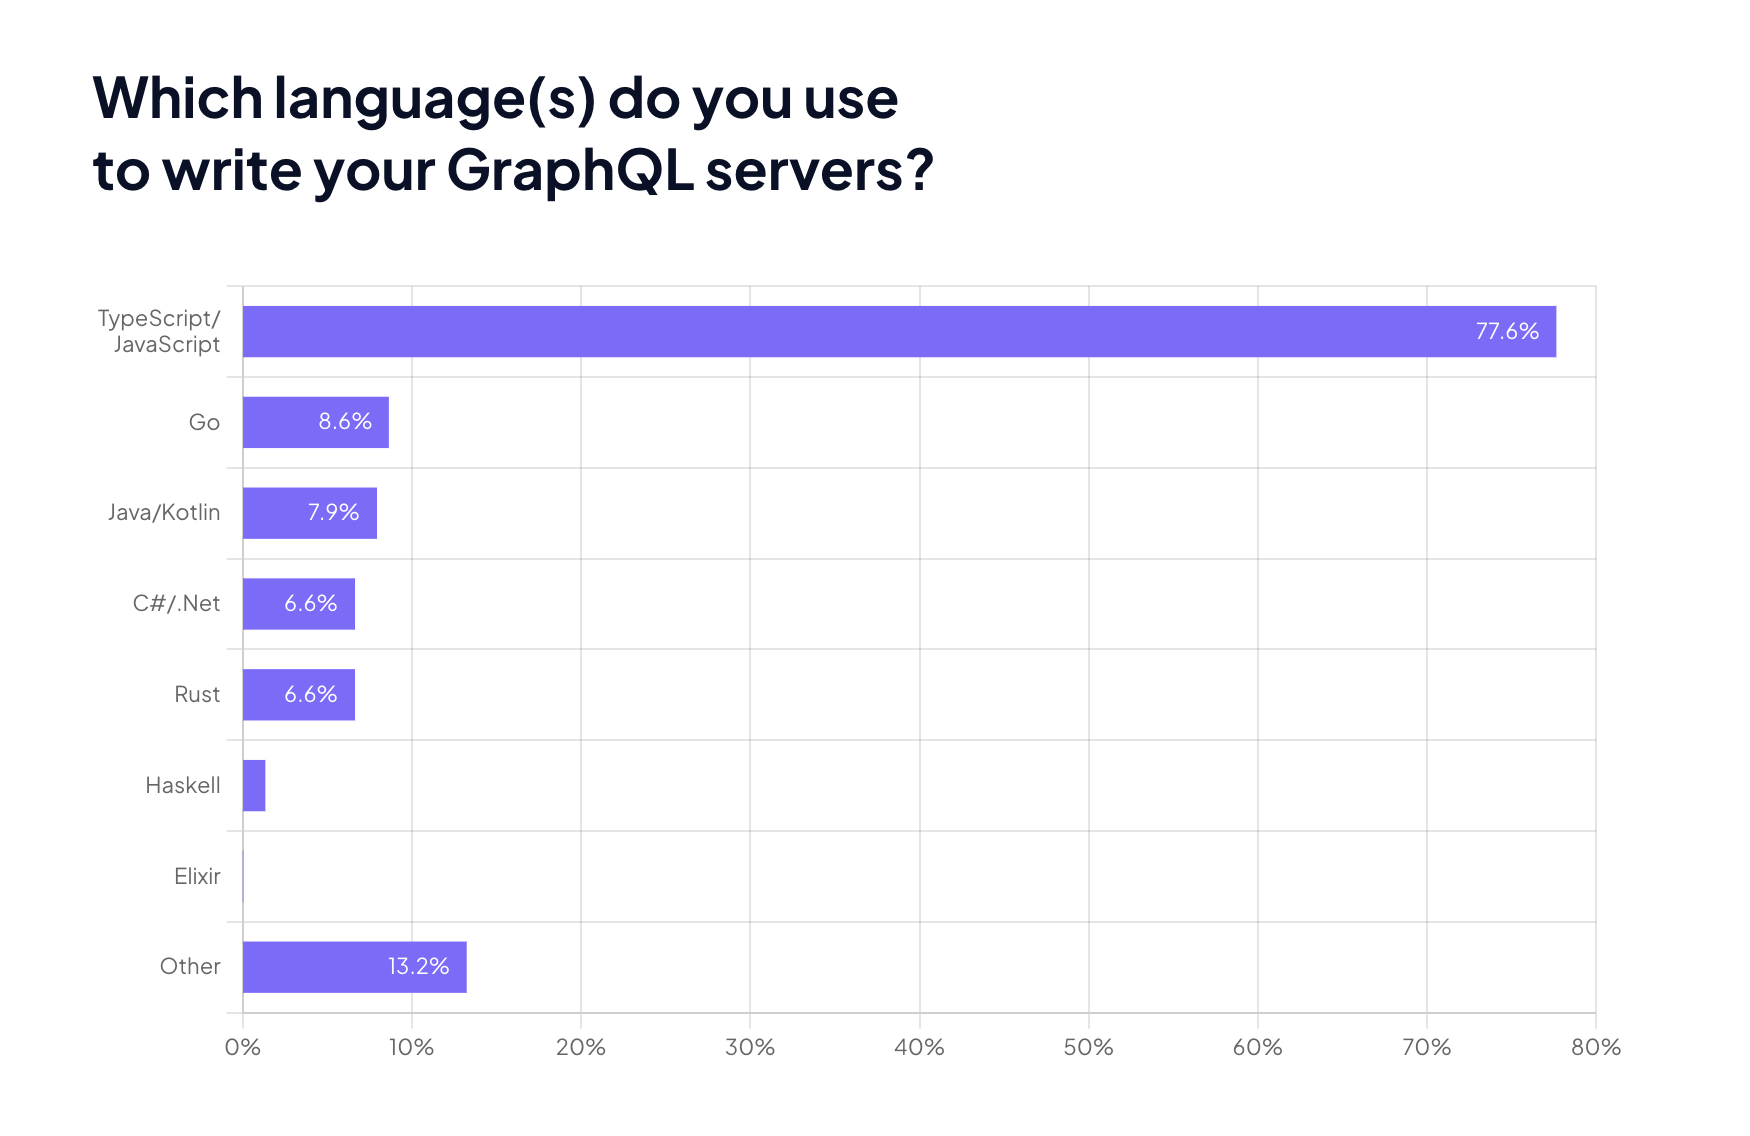 Which language(s) do you use
to write your GraphQL servers?
TypeScript/
JavaScript
77.6%
Go
8.6%
Java/Kotlin
7.9%
C#/.Net
6.6%
Rust
6.6%
Haskell
Elixir
Other
13.2%
0% 10% 20% 30% 40% 50% 60% 70% 80%